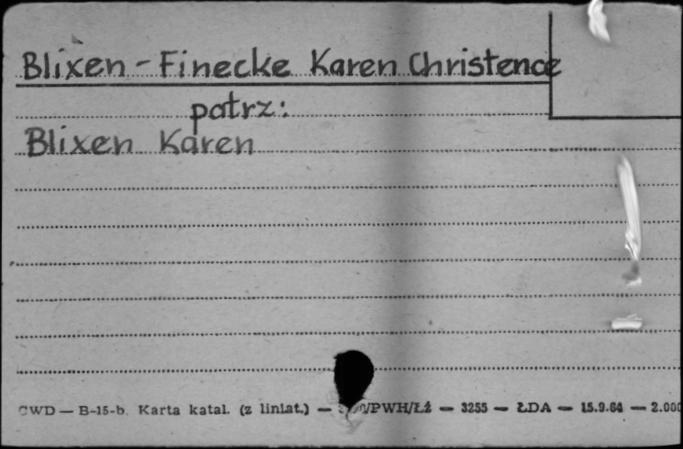 Blixen-Finecke Karen Christence
patrz:
Blixen Karen
CWD — B-15-b. Karta katal. (z liniat.) — /PWH/ŁŻ — 3255 — ŁDA — 15.9.64 — 2.000